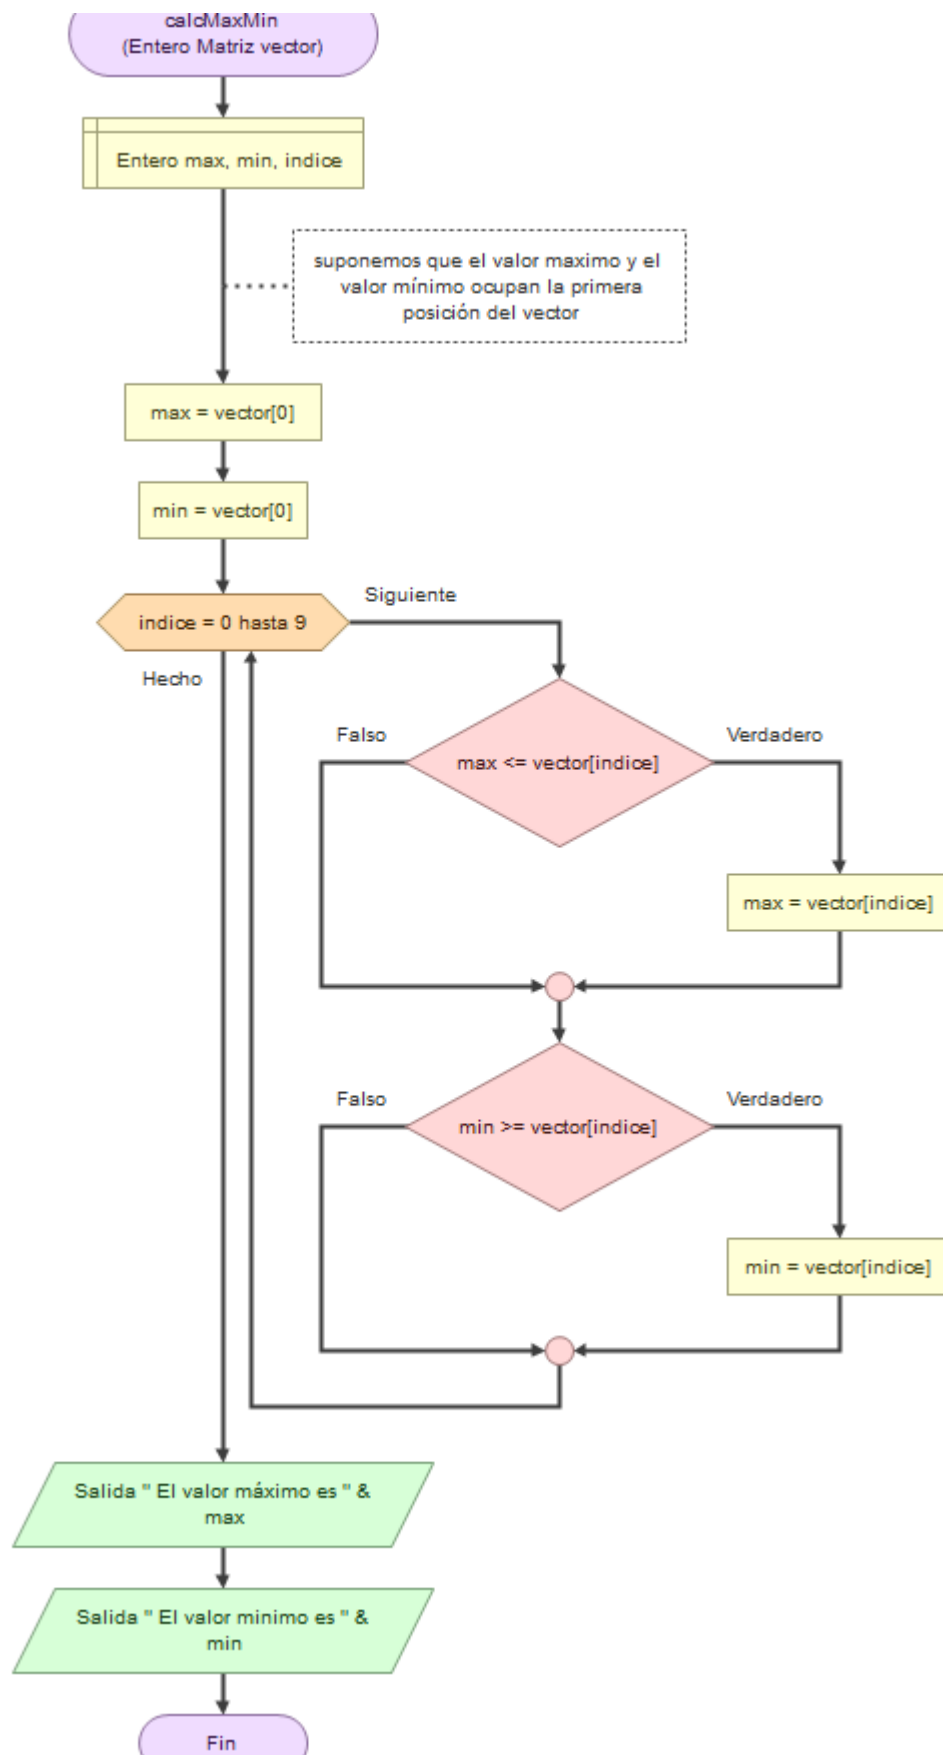 calcMaxMin
(Entero Matriz vector)
Entero max, min, indice
suponemos que el valor maximo y el
valor mínimo ocupan la primera
posición del vector
max = vector[0]
min = vector[0]
indice = 0 hasta 9
Siguiente
Hecho
Falso
Verdadero
max <= vector[indice]
max = vector[indice]
Falso
Verdadero
min >= vector[indice]
min = vector[indice]
Salida " El valor máximo es " &
max
Salida " El valor minimo es " &
min
Fin